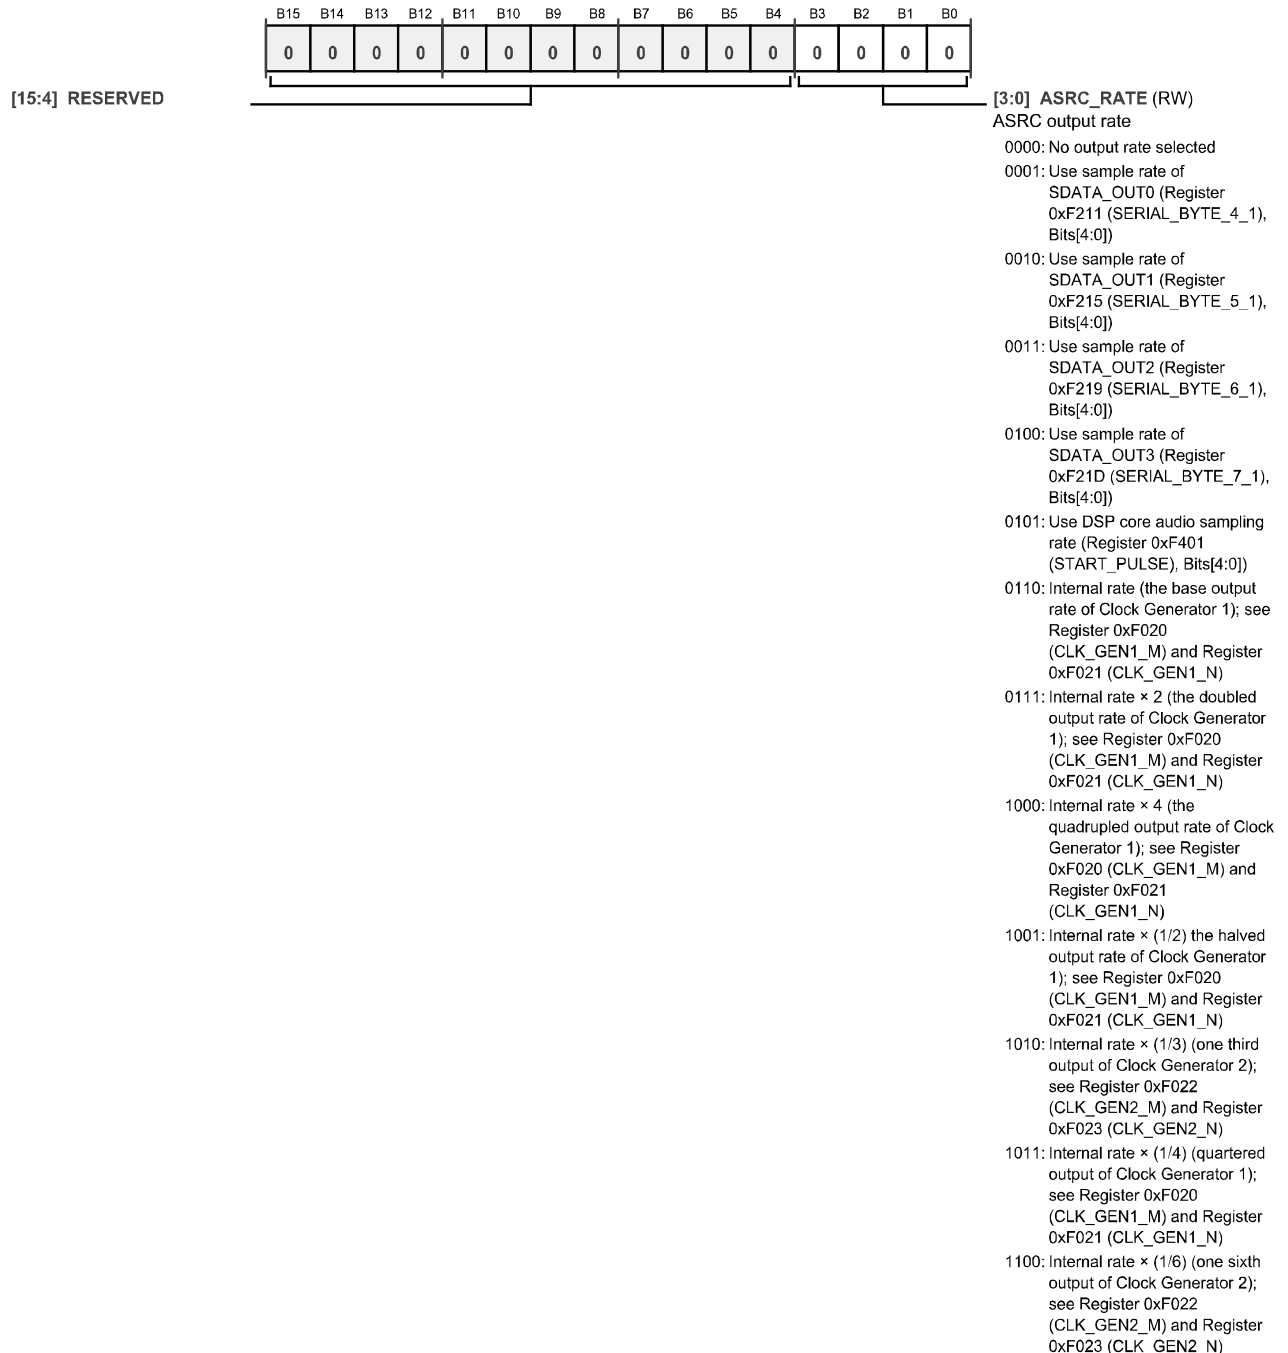 B15 B14 B13 B12 B11 B10 B9 B8 B7 B6 B5 B4 B3 B2 B1 B0
0 0 0 0 0 0 0 0 0 0 0 0 0 0 0 0
[15:4] RESERVED
[3:0] ASRC_RATE (RW)
ASRC output rate
0000: No output rate selected
0001: Use sample rate of
SDATA_OUT0 (Register
0xF211 (SERIAL_BYTE_4_1),
Bits[4:0])
0010: Use sample rate of
SDATA_OUT1 (Register
0xF215 (SERIAL_BYTE_5_1),
Bits[4:0])
0011: Use sample rate of
SDATA_OUT2 (Register
0xF219 (SERIAL_BYTE_6_1),
Bits[4:0])
0100: Use sample rate of
SDATA_OUT3 (Register
0xF21D (SERIAL_BYTE_7_1),
Bits[4:0])
0101: Use DSP core audio sampling
rate (Register 0xF401
(START_PULSE), Bits[4:0])
0110: Internal rate (the base output
rate of Clock Generator 1); see
Register 0xF020
(CLK_GEN1_M) and Register
0xF021 (CLK_GEN1_N)
0111: Internal rate × 2 (the doubled
output rate of Clock Generator
1); see Register 0xF020
(CLK_GEN1_M) and Register
0xF021 (CLK_GEN1_N)
1000: Internal rate × 4 (the
quadrupled output rate of Clock
Generator 1); see Register
0xF020 (CLK_GEN1_M) and
Register 0xF021
(CLK_GEN1_N)
1001: Internal rate × (1/2) the halved
output rate of Clock Generator
1); see Register 0xF020
(CLK_GEN1_M) and Register
0xF021 (CLK_GEN1_N)
1010: Internal rate × (1/3) (one third
output of Clock Generator 2);
see Register 0xF022
(CLK_GEN2_M) and Register
0xF023 (CLK_GEN2_N)
1011: Internal rate × (1/4) (quartered
output of Clock Generator 1);
see Register 0xF020
(CLK_GEN1_M) and Register
0xF021 (CLK_GEN1_N)
1100: Internal rate × (1/6) (one sixth
output of Clock Generator 2);
see Register 0xF022
(CLK_GEN2_M) and Register
0xF023 (CLK_GEN2_N)